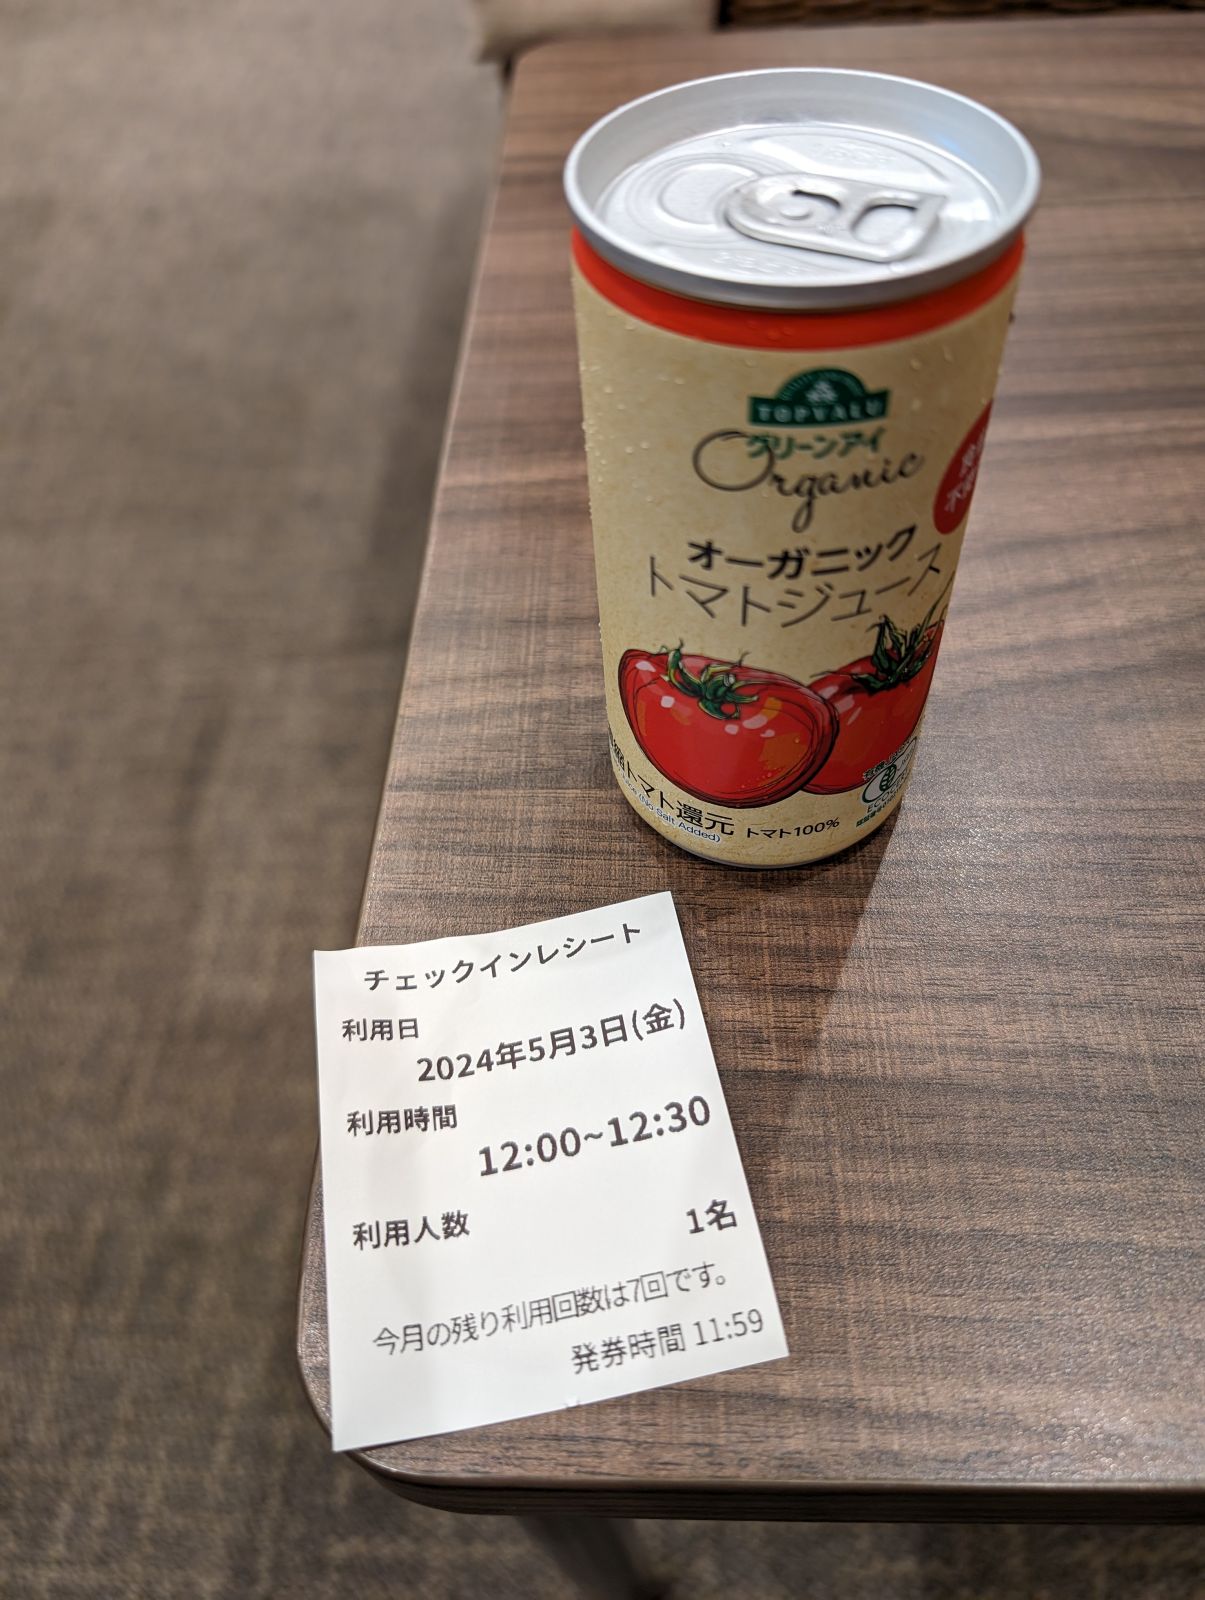 TOPVALU
グリーンアイ
Organic
オーガニック
トマトジュース
トマト還元 トマト100%
(No Salt Added)
チェックインレシート
利用日
2024年5月3日(金)
利用時間
12:00~12:30
利用人数 1名
今月の残り利用回数は7回です。
発券時間 11:59